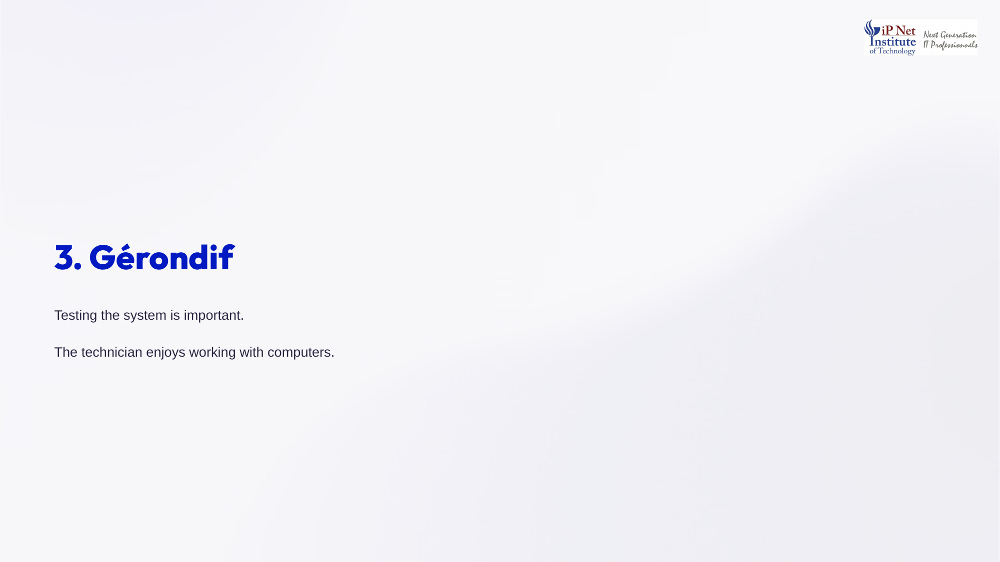 iP Net
Institute
of Technology
Next Generation
IT Professionnels
3. Gérondif
Testing the system is important.
The technician enjoys working with computers.